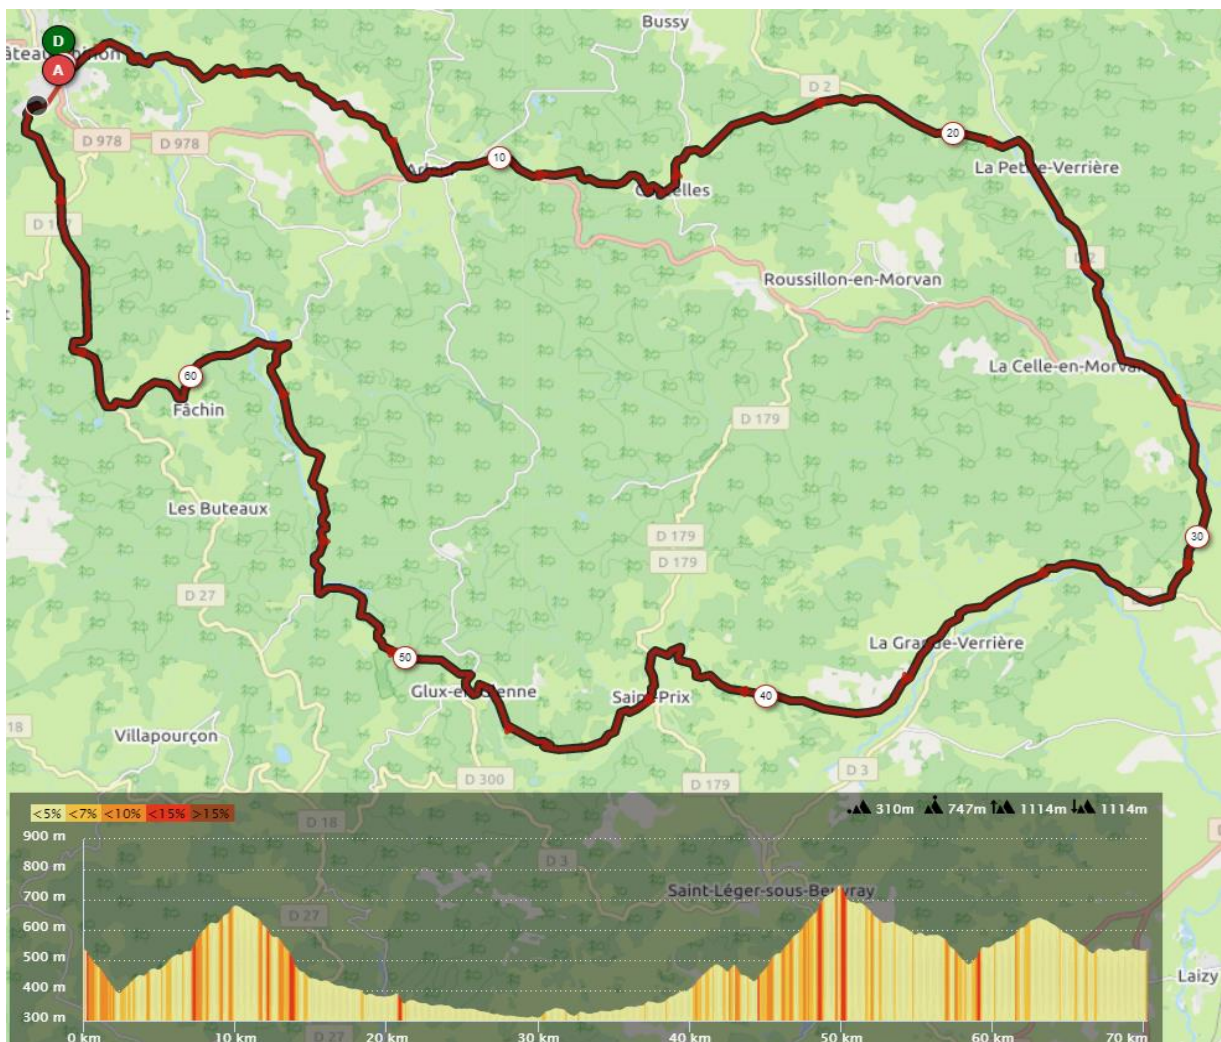 Bussy
D
A
D 2
D 978
D 978
10
20
La Petite-Verrière
D 2
Roussillon-en-Morvan
La Celle-en-Morvan
60
Fâchin
D 179
Les Buteaux
D 179
30
D 179
D 27
La Grande-Verrière
50
Glux-en-Glenne
Saint-Prix
40
18
Villapourçon
D 300
D 179
D 3
<5% <7% <10% <15% >15%
310m 747m 1114m 1114m
D 18
900 m
800 m
D 3
Saint-Léger-sous-Beuvray
700 m
D 27
600 m
500 m
Laizy
400 m
300 m
D 27
0 km 10 km 20 km 30 km 40 km 50 km 60 km 70 km